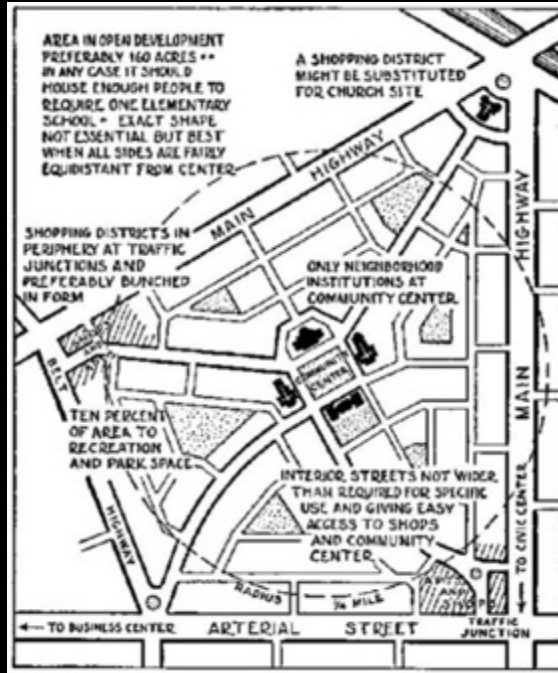 AREA IN OPEN DEVELOPMENT
PREFERABLY 160 ACRES --
IN ANY CASE IT SHOULD
HOUSE ENOUGH PEOPLE TO
REQUIRE ONE ELEMENTARY
SCHOOL - EXACT SHAPE
NOT ESSENTIAL BUT BEST
WHEN ALL SIDES ARE FAIRLY
EQUIDISTANT FROM CENTER
A SHOPPING DISTRICT
MIGHT BE SUBSTITUTED
FOR CHURCH SITE
MAIN HIGHWAY
SHOPPING DISTRICTS IN
PERIPHERY AT TRAFFIC
JUNCTIONS AND
PREFERABLY BUNCHED
IN FORM
ONLY NEIGHBORHOOD
INSTITUTIONS AT
COMMUNITY CENTER
COMMUNITY
CENTER
MAIN HIGHWAY
BELT HIGHWAY
TEN PERCENT
OF AREA TO
RECREATION
AND PARK SPACE
INTERIOR STREETS NOT WIDER
THAN REQUIRED FOR SPECIFIC
USE AND GIVING EASY
ACCESS TO SHOPS
AND COMMUNITY
CENTER
TO CIVIC CENTER
RADIUS
AND
SHOPS
TO BUSINESS CENTER
ARTERIAL STREET
TRAFFIC
JUNCTION